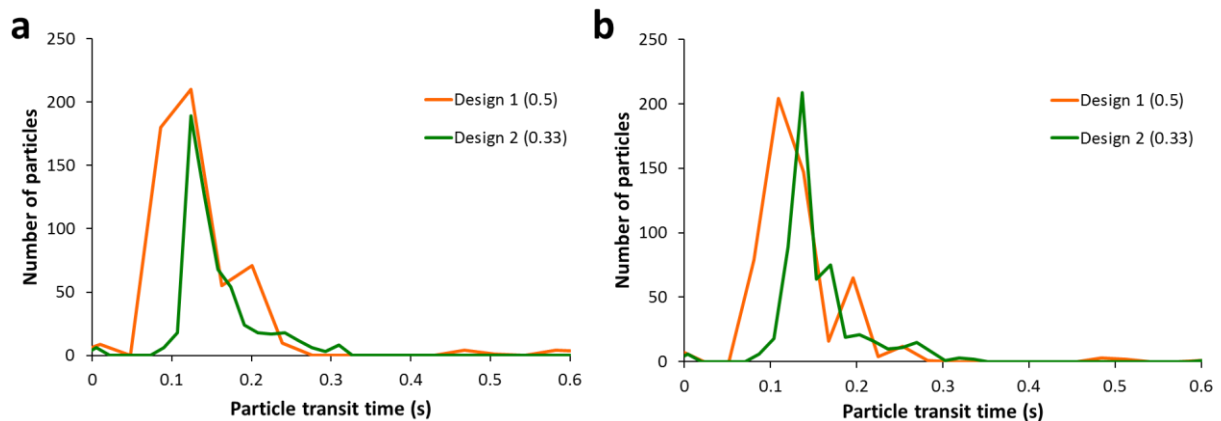 a
250
200
150
100
50
0
Number of particles
Design 1 (0.5)
Design 2 (0.33)
0 0.1 0.2 0.3 0.4 0.5 0.6
Particle transit time (s)
b
250
200
150
100
50
0
Number of particles
Design 1 (0.5)
Design 2 (0.33)
0 0.1 0.2 0.3 0.4 0.5 0.6
Particle transit time (s)